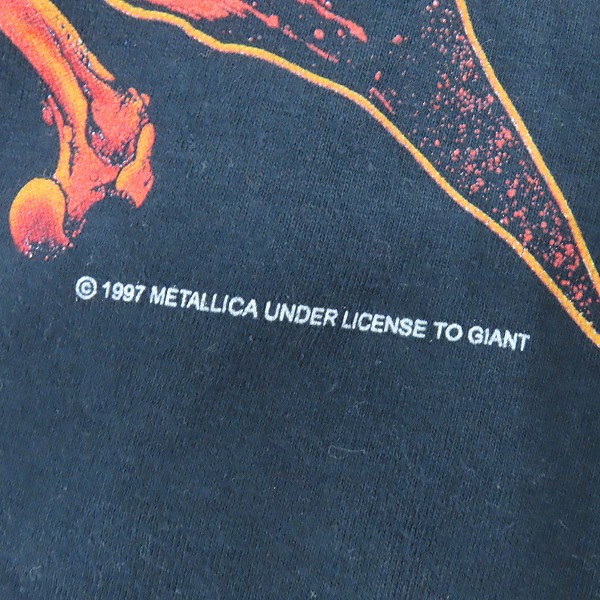 © 1997 METALLICA UNDER LICENSE TO GIANT